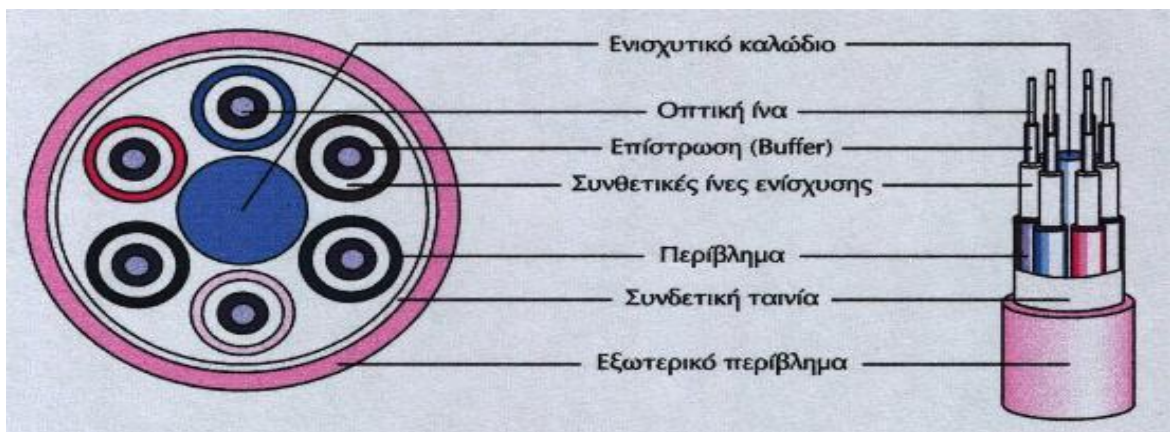 Ενισχυτικό καλώδιο
Οπτική ίνα
Επίστρωση (Buffer)
Συνθετικές ίνες ενίσχυσης
Περίβλημα
Συνδετική ταινία
Εξωτερικό περίβλημα